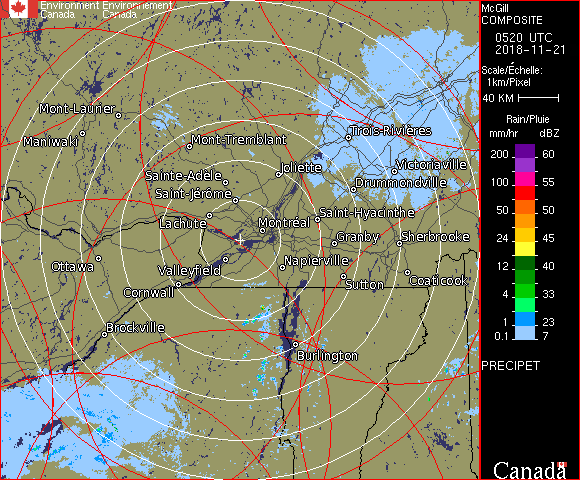 Environment Environnement
Canada Canada
McGill
COMPOSITE
0520 UTC
2018-11-21
Scale/Échelle:
1km/Pixel
40 KM
Rain/Pluie
mm/hr dBZ
200 60
100 55
50 50
24 45
12 40
4 33
1 23
0.1 7
PRECIPET
Mont-Laurier
Maniwaki
Mont-Tremblant
Trois-Rivières
Joliette
Victoriaville
Sainte-Adèle
Drummondville
Saint-Jérôme
Saint-Hyacinthe
Lachute
Montréal
Granby
Sherbrooke
Ottawa
Valleyfield
Napierville
Coaticook
Cornwall
Sutton
Brockville
Burlington
Canada